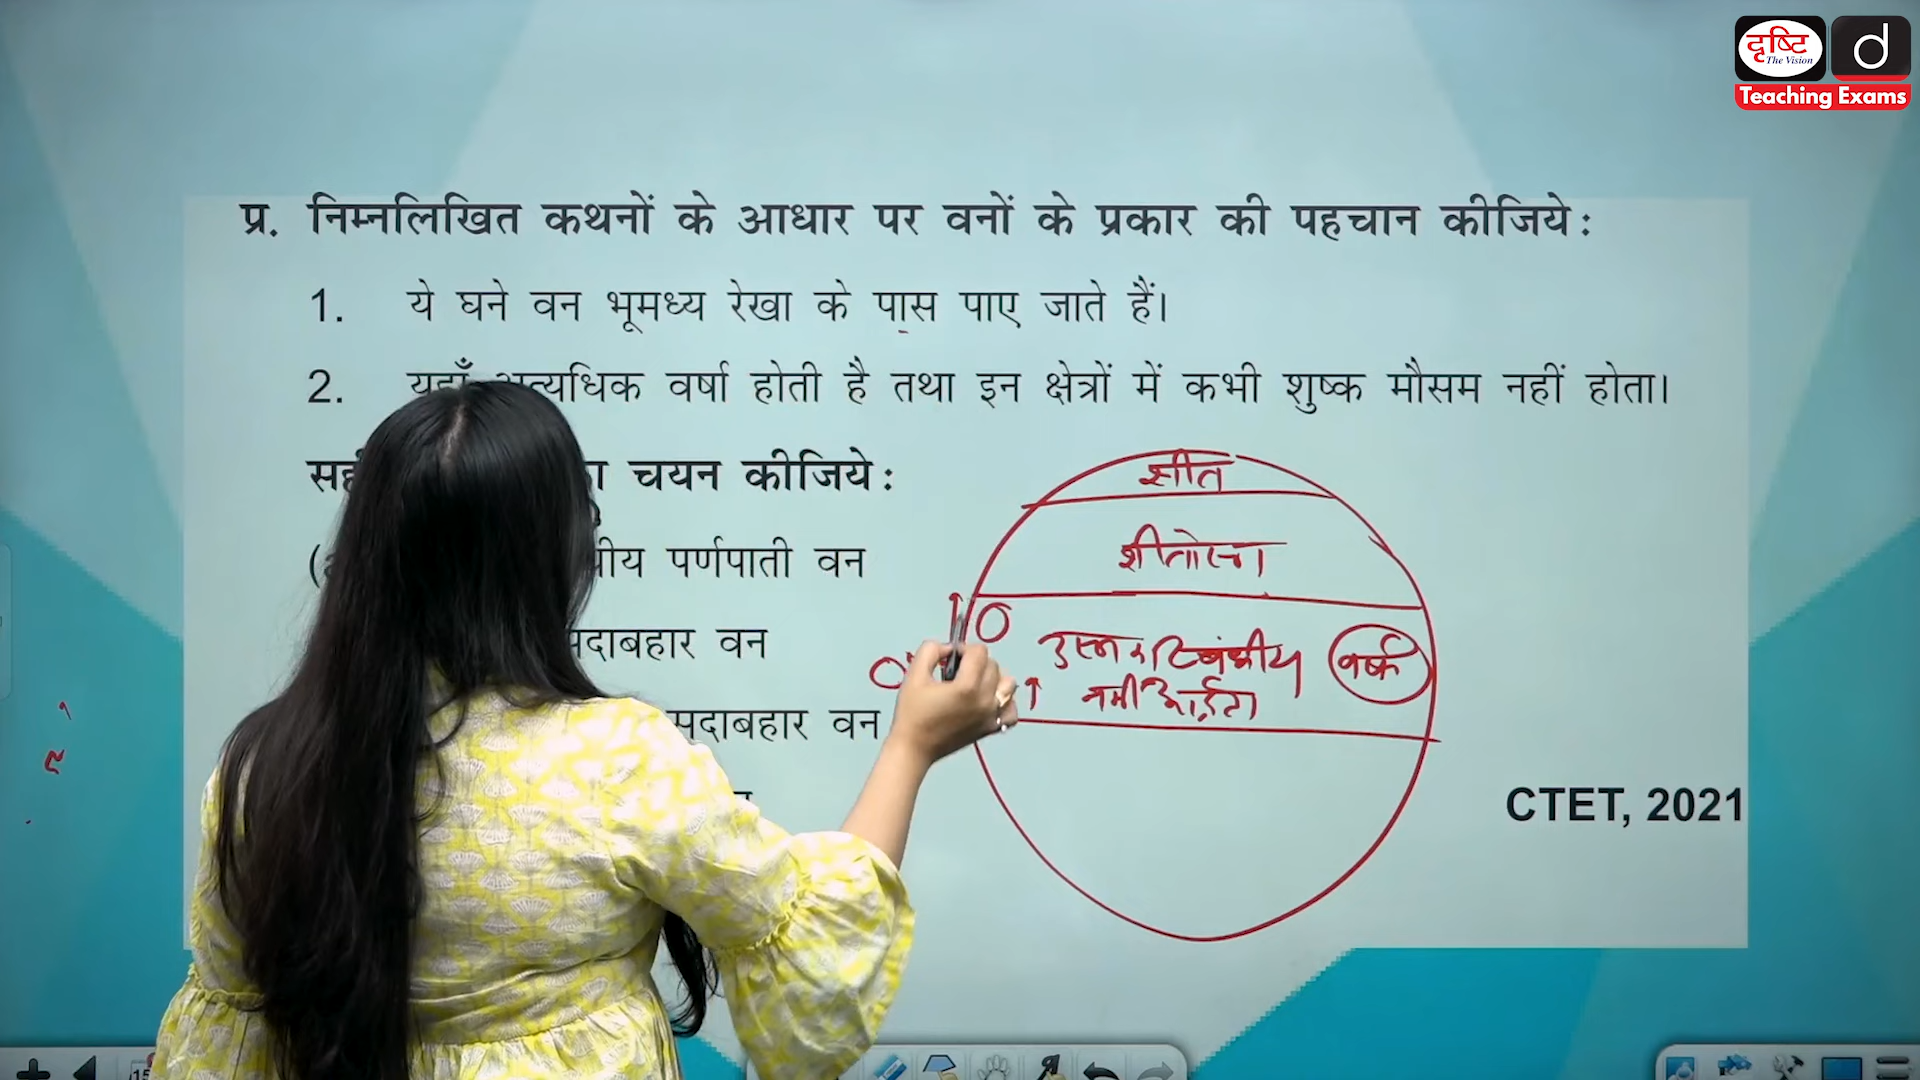 दृष्टि
The Vision
d
Teaching Exams
प्र. निम्नलिखित कथनों के आधार पर वनों के प्रकार की पहचान कीजिये:
1. ये घने वन भूमध्य रेखा के पास पाए जाते हैं।
2. यहाँ अत्यधिक वर्षा होती है तथा इन क्षेत्रों में कभी शुष्क मौसम नहीं होता।
चयन कीजिये:
पर्णपाती वन
सदाबहार वन
सदाबहार वन
CTET, 2021
शीत
वर्षा